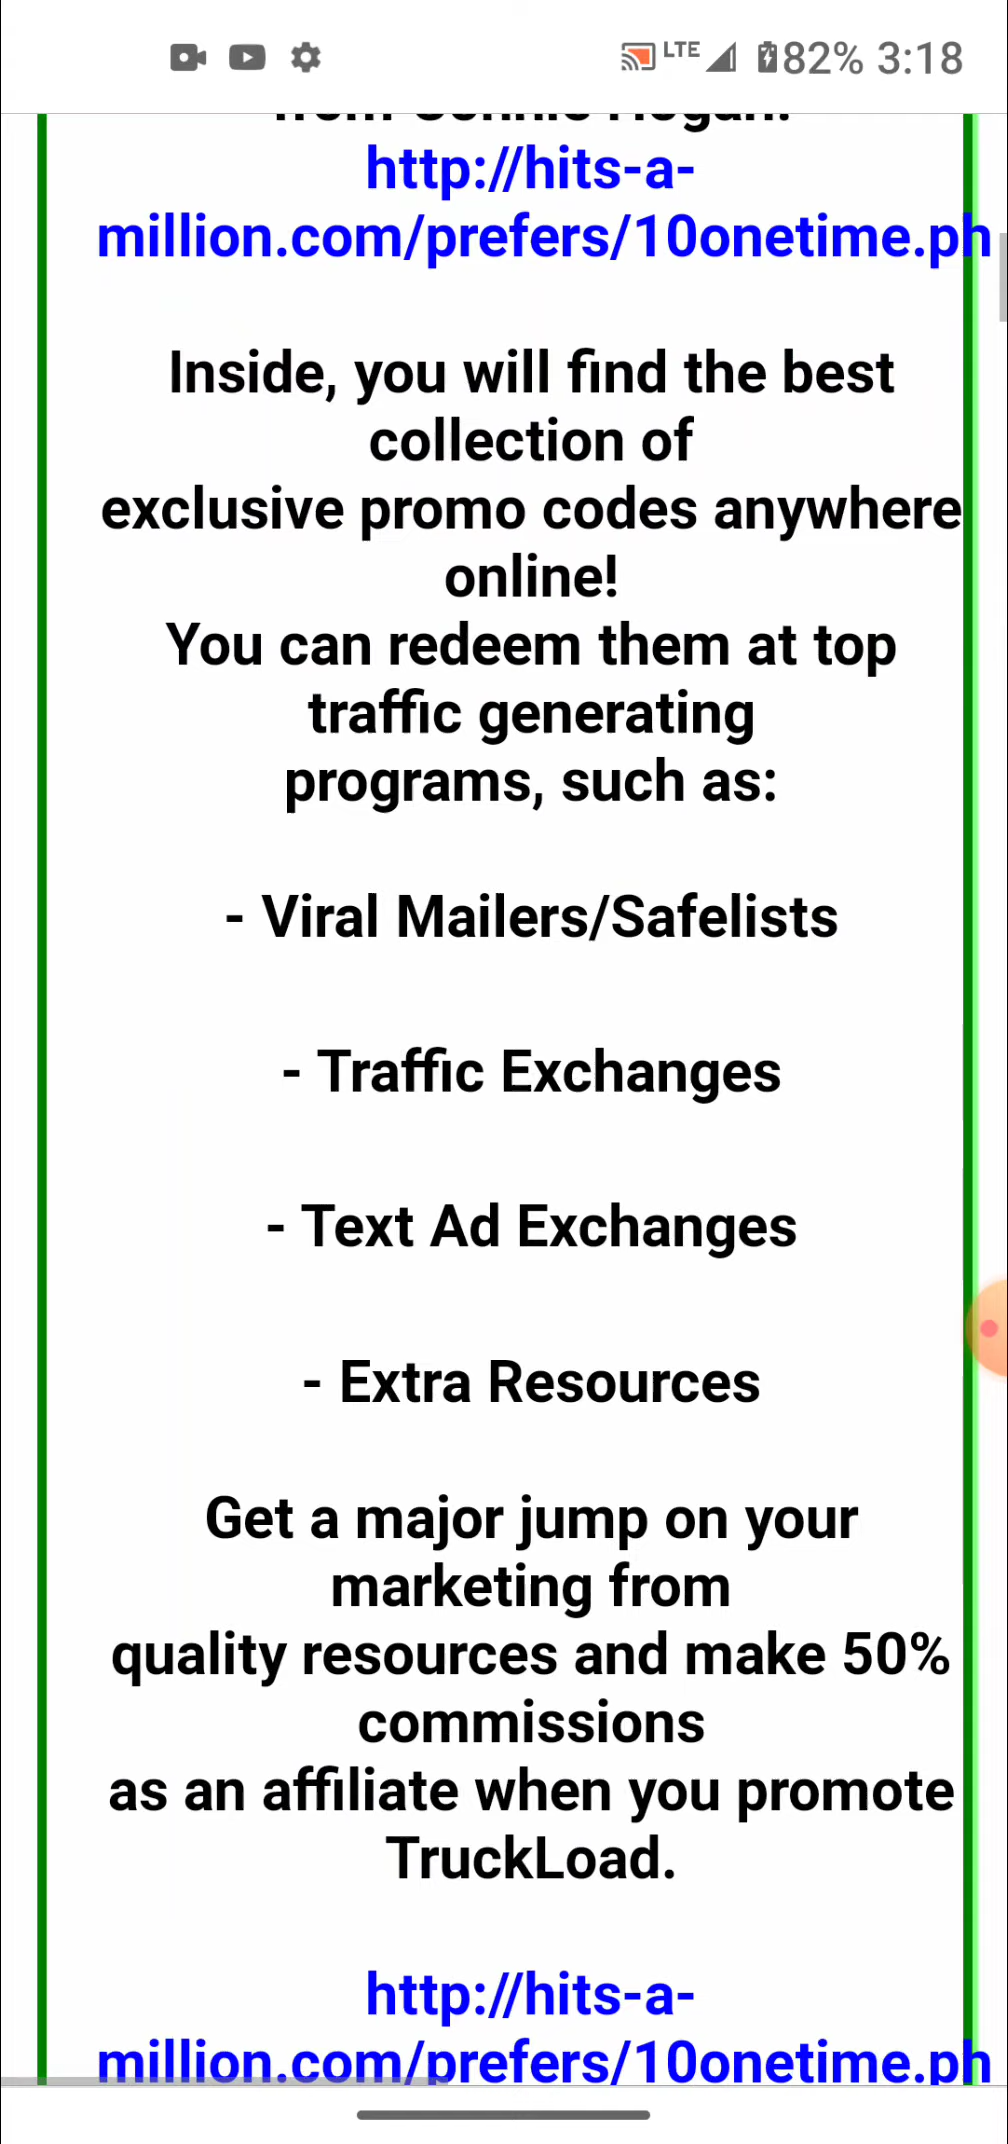 LTE 82% 3:18
http://hits-a-
million.com/prefers/10onetime.ph
Inside, you will find the best
collection of
exclusive promo codes anywhere
online!
You can redeem them at top
traffic generating
programs, such as:
- Viral Mailers/Safelists
- Traffic Exchanges
- Text Ad Exchanges
- Extra Resources
Get a major jump on your
marketing from
quality resources and make 50%
commissions
as an affiliate when you promote
TruckLoad.
http://hits-a-
million.com/prefers/10onetime.ph